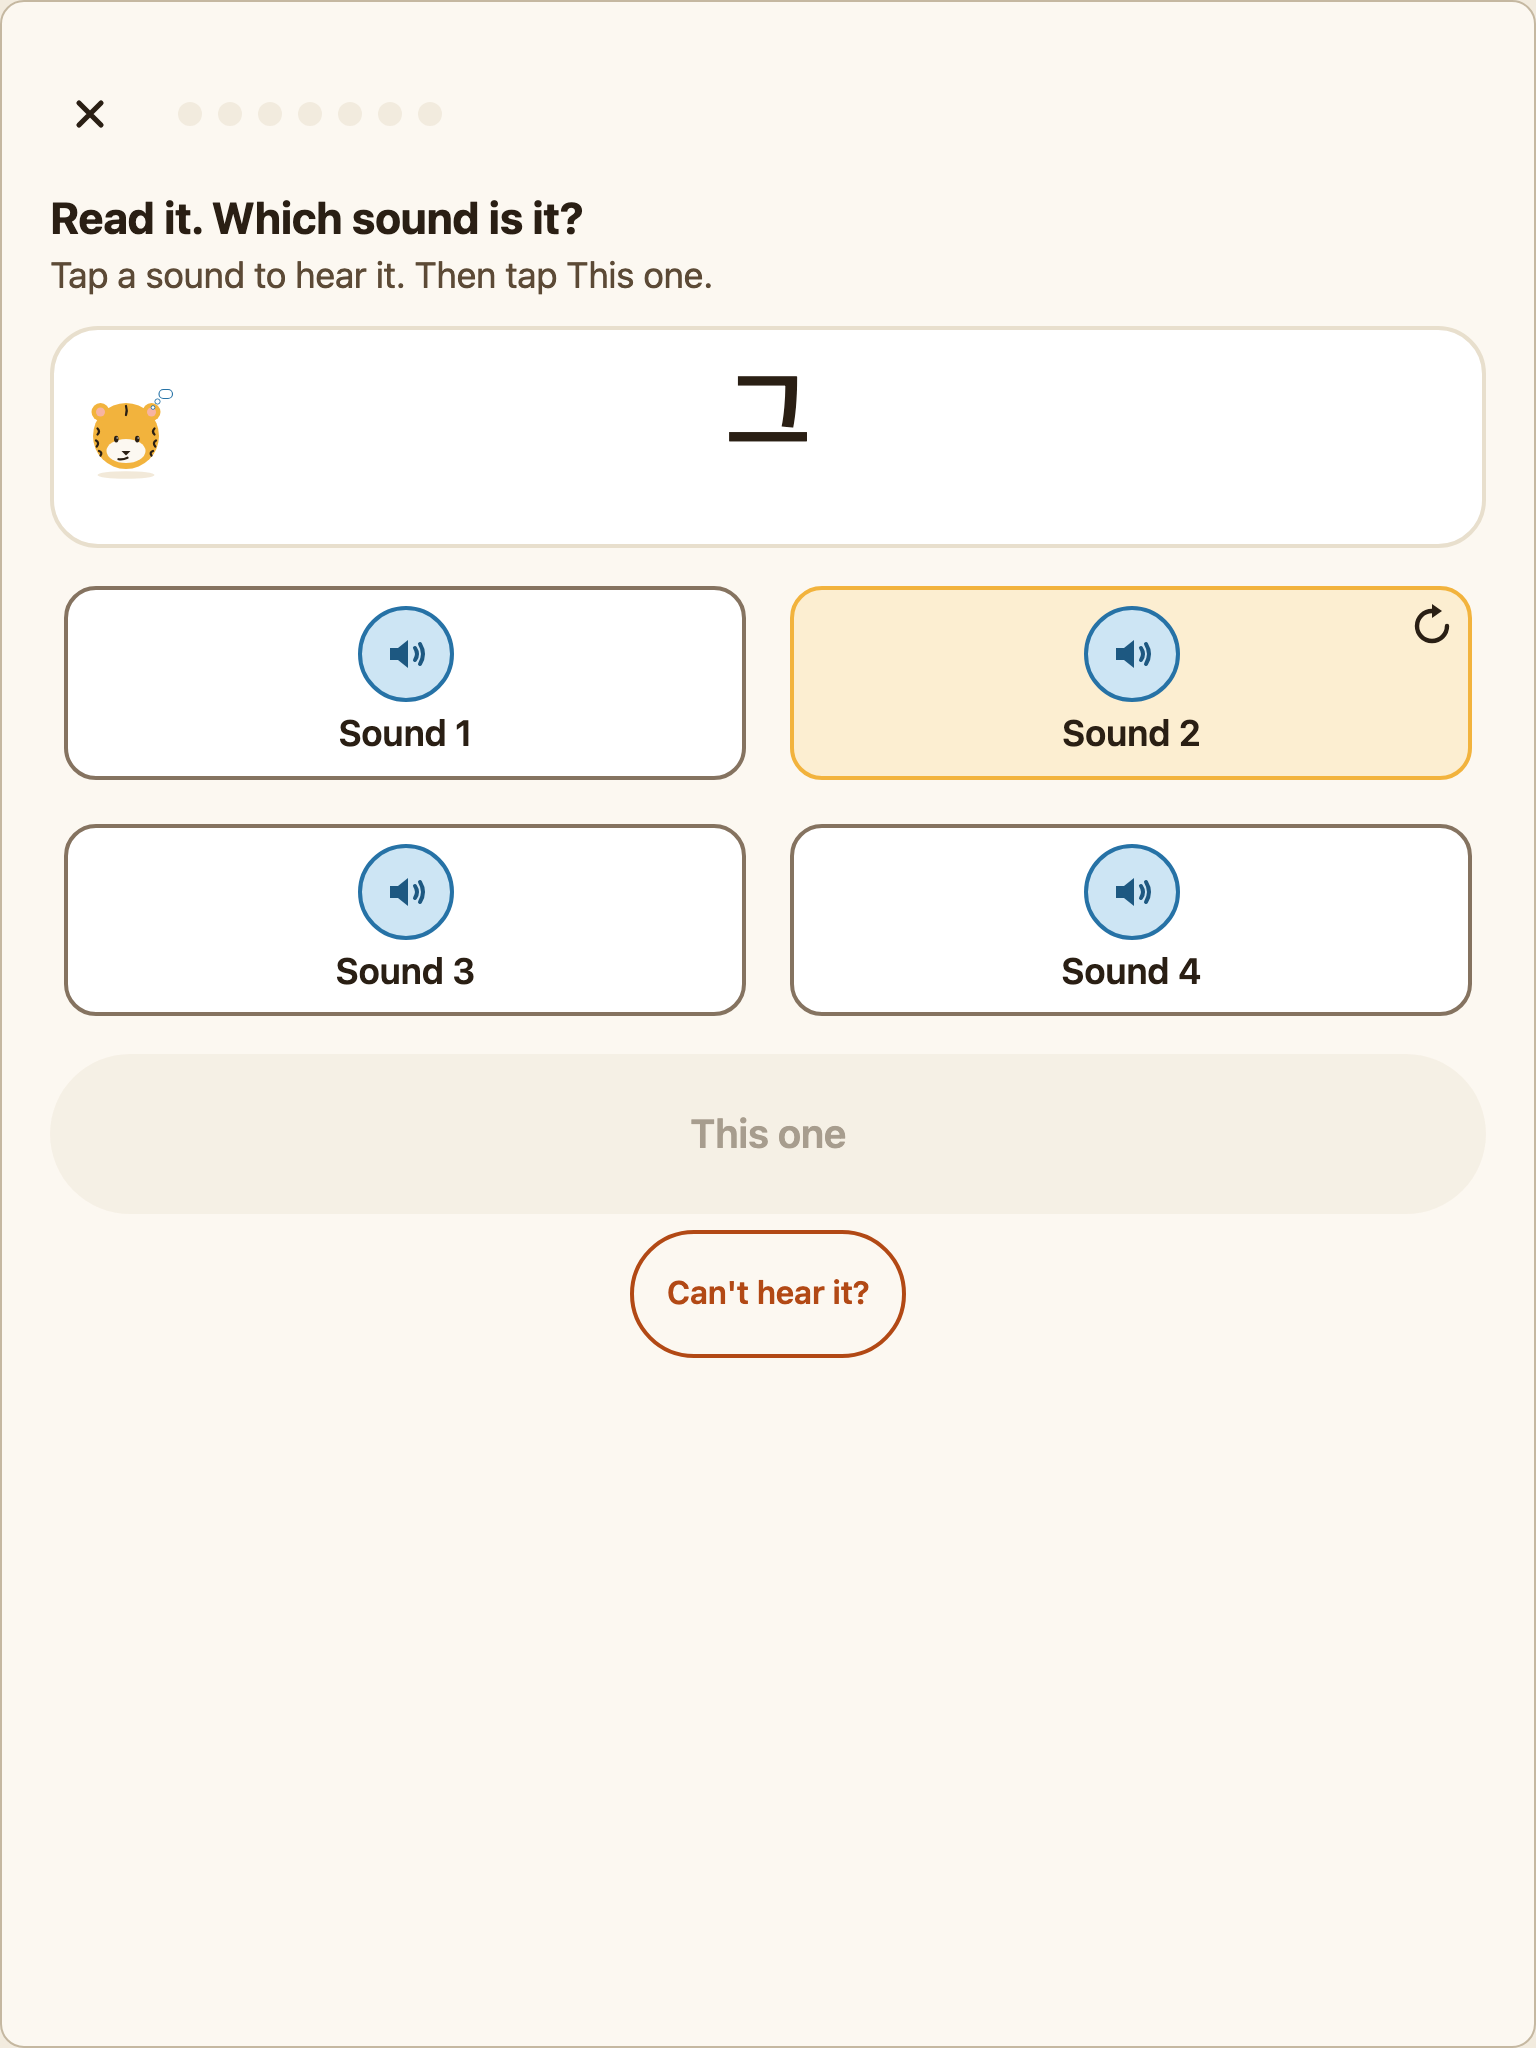 Read it. Which sound is it?
Tap a sound to hear it. Then tap This one.
그
Sound 1
Sound 2
Sound 3
Sound 4
This one
Can't hear it?